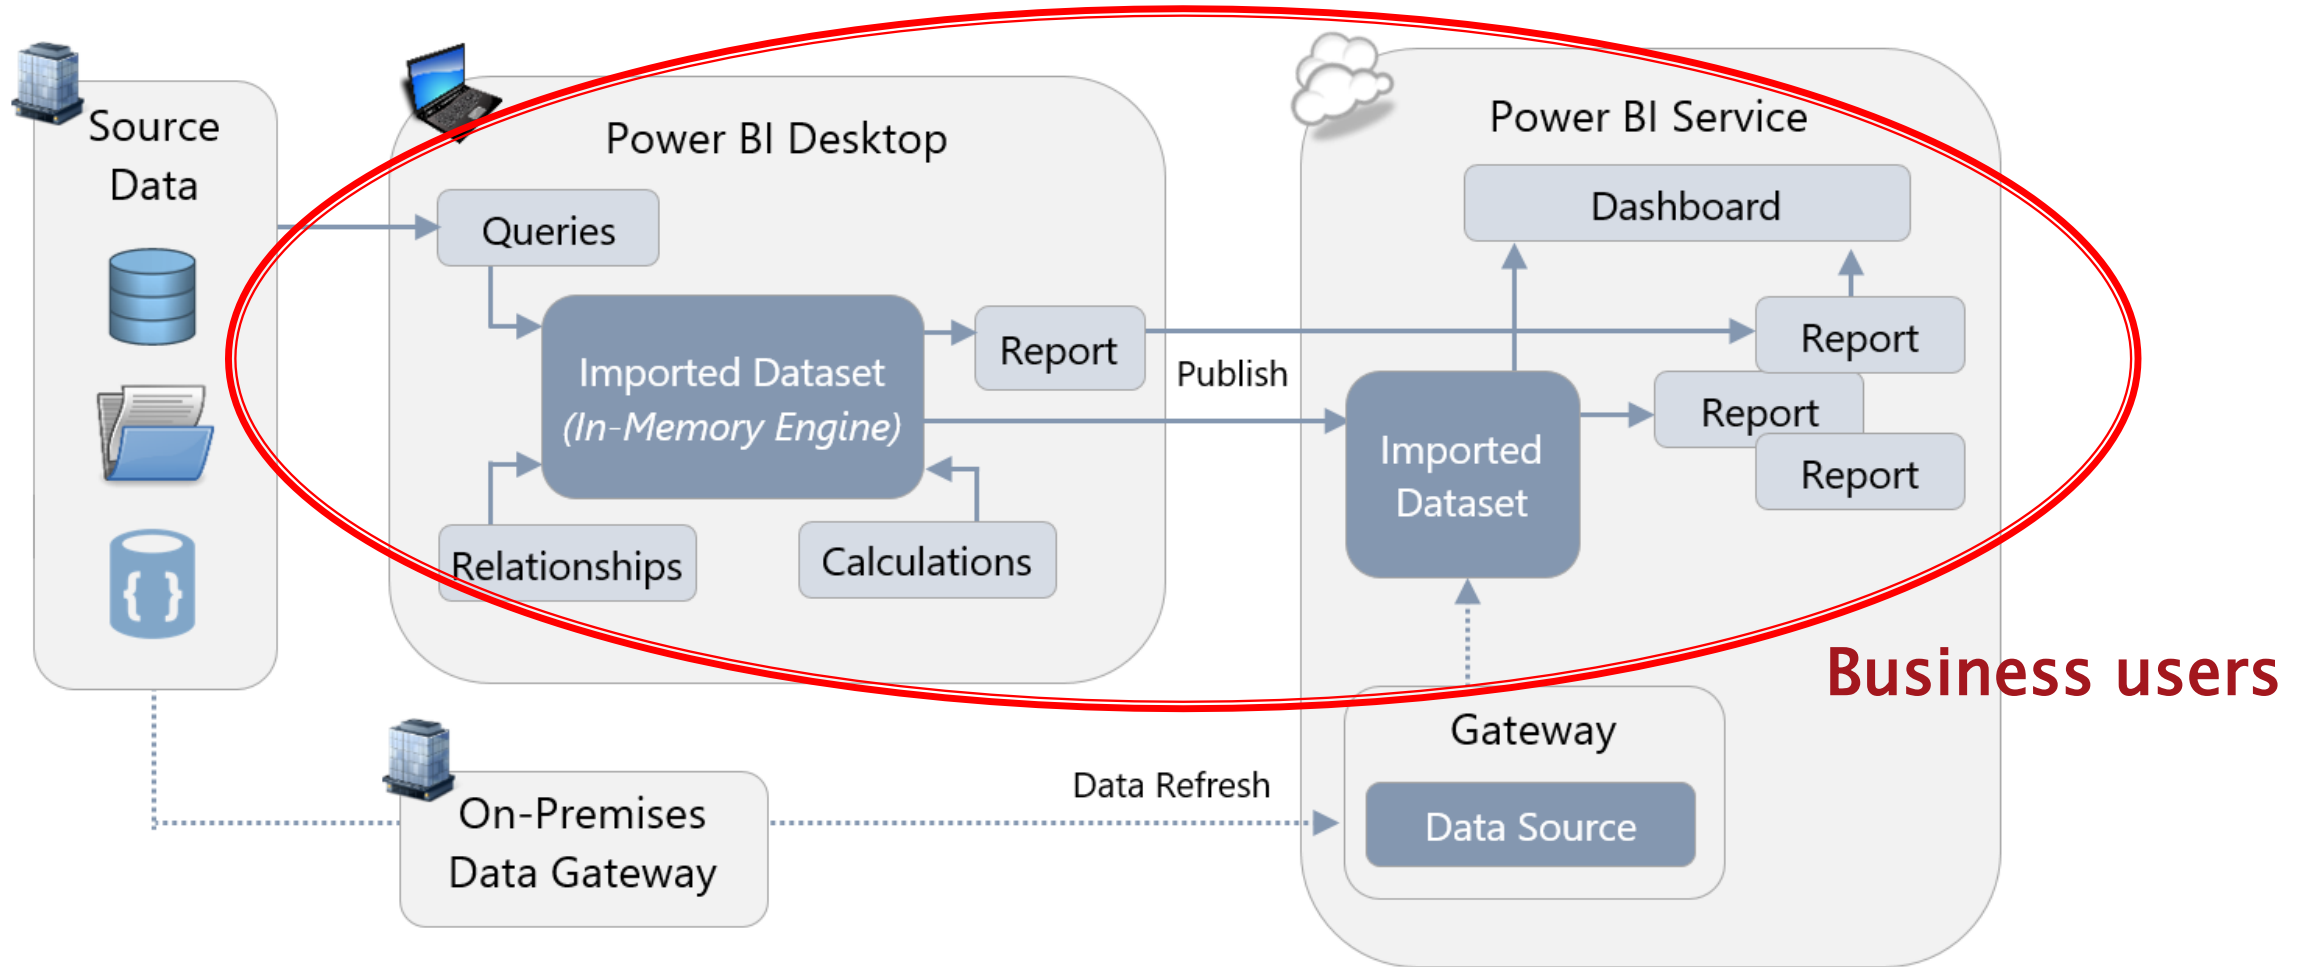 Source
Data
{ }
Power BI Desktop
Queries
Imported Dataset
(In-Memory Engine)
Report
Relationships
Calculations
Publish
Power BI Service
Dashboard
Report
Report
Report
Imported
Dataset
Business users
Gateway
Data Source
Data Refresh
On-Premises
Data Gateway